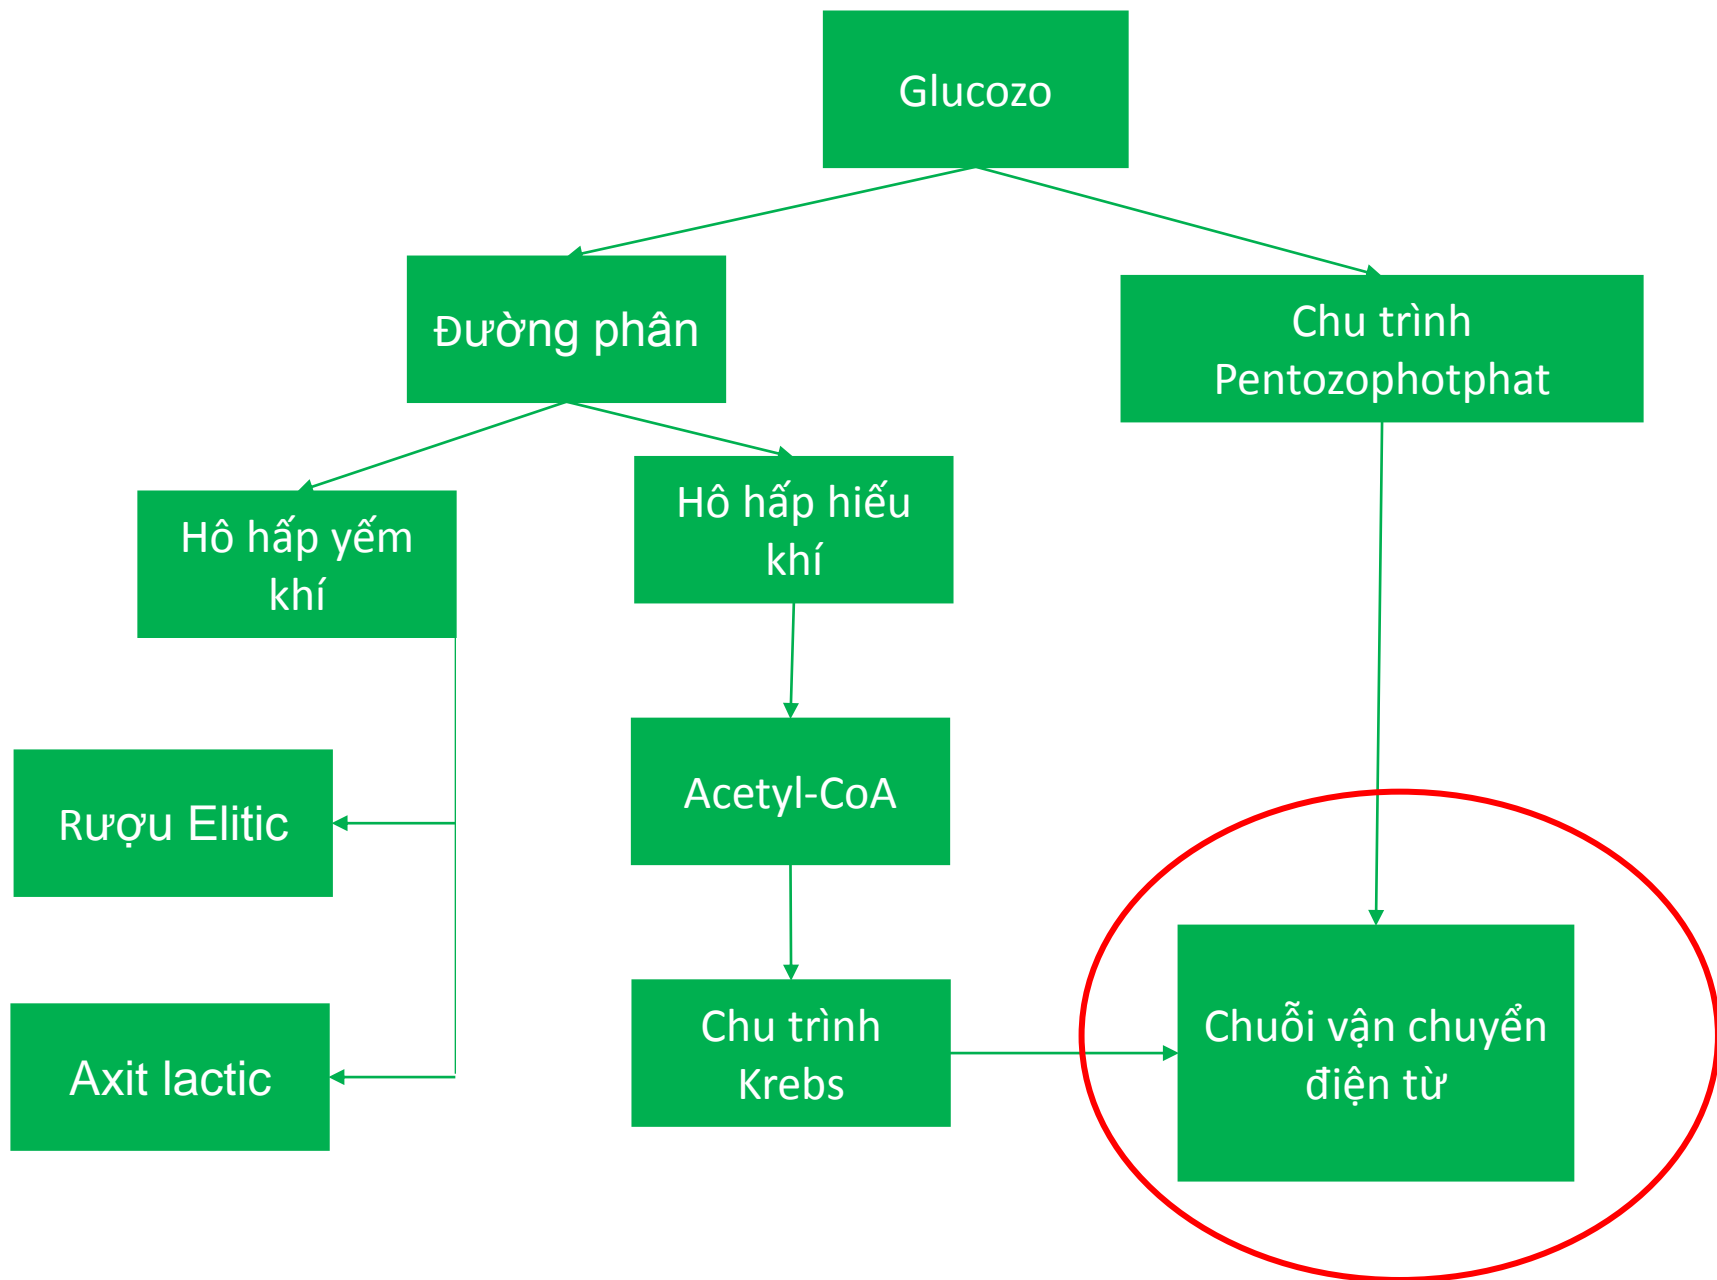 Glucozo
Đường phân
Chu trình
Pentozophotphat
Hô hấp yếm
khí
Hô hấp hiếu
khí
Rượu Elitic
Acetyl-CoA
Axit lactic
Chu trình
Krebs
Chuỗi vận chuyển
điện từ